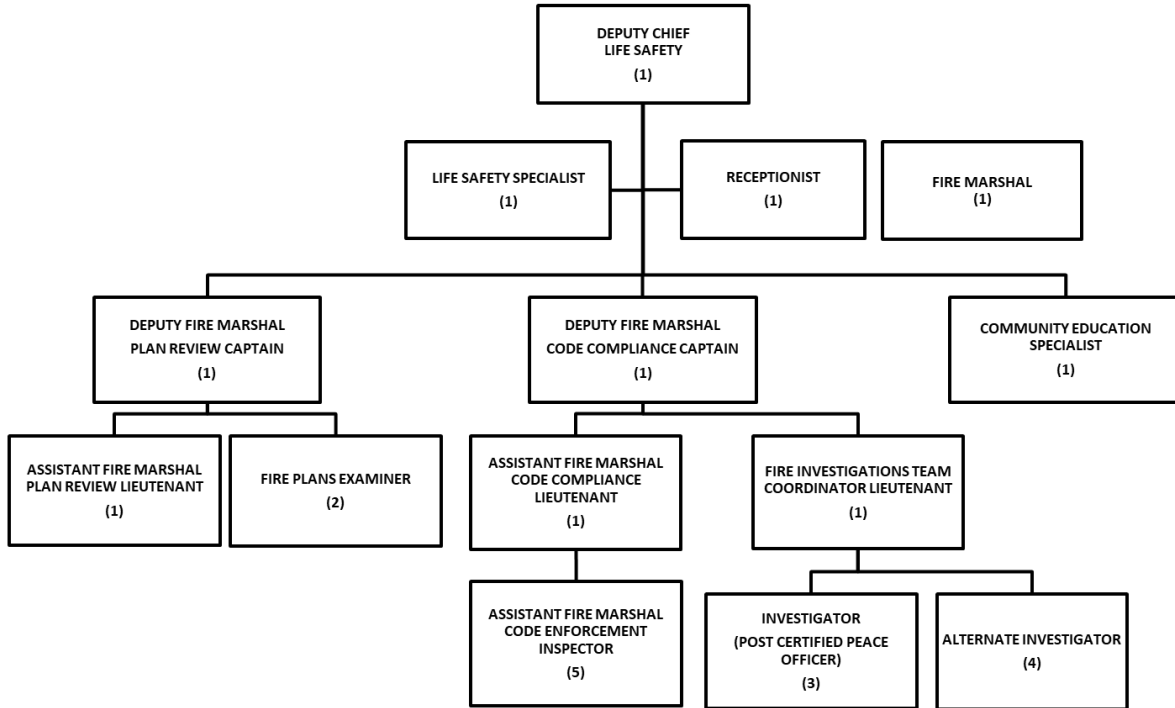 DEPUTY CHIEF
LIFE SAFETY
(1)
LIFE SAFETY SPECIALIST
(1)
RECEPTIONIST
(1)
FIRE MARSHAL
(1)
DEPUTY FIRE MARSHAL
PLAN REVIEW CAPTAIN
(1)
DEPUTY FIRE MARSHAL
CODE COMPLIANCE CAPTAIN
(1)
COMMUNITY EDUCATION
SPECIALIST
(1)
ASSISTANT FIRE MARSHAL
PLAN REVIEW LIEUTENANT
(1)
FIRE PLANS EXAMINER
(2)
ASSISTANT FIRE MARSHAL
CODE COMPLIANCE
LIEUTENANT
(1)
FIRE INVESTIGATIONS TEAM
COORDINATOR LIEUTENANT
(1)
ASSISTANT FIRE MARSHAL
CODE ENFORCEMENT
INSPECTOR
(5)
INVESTIGATOR
(POST CERTIFIED PEACE
OFFICER)
(3)
ALTERNATE INVESTIGATOR
(4)